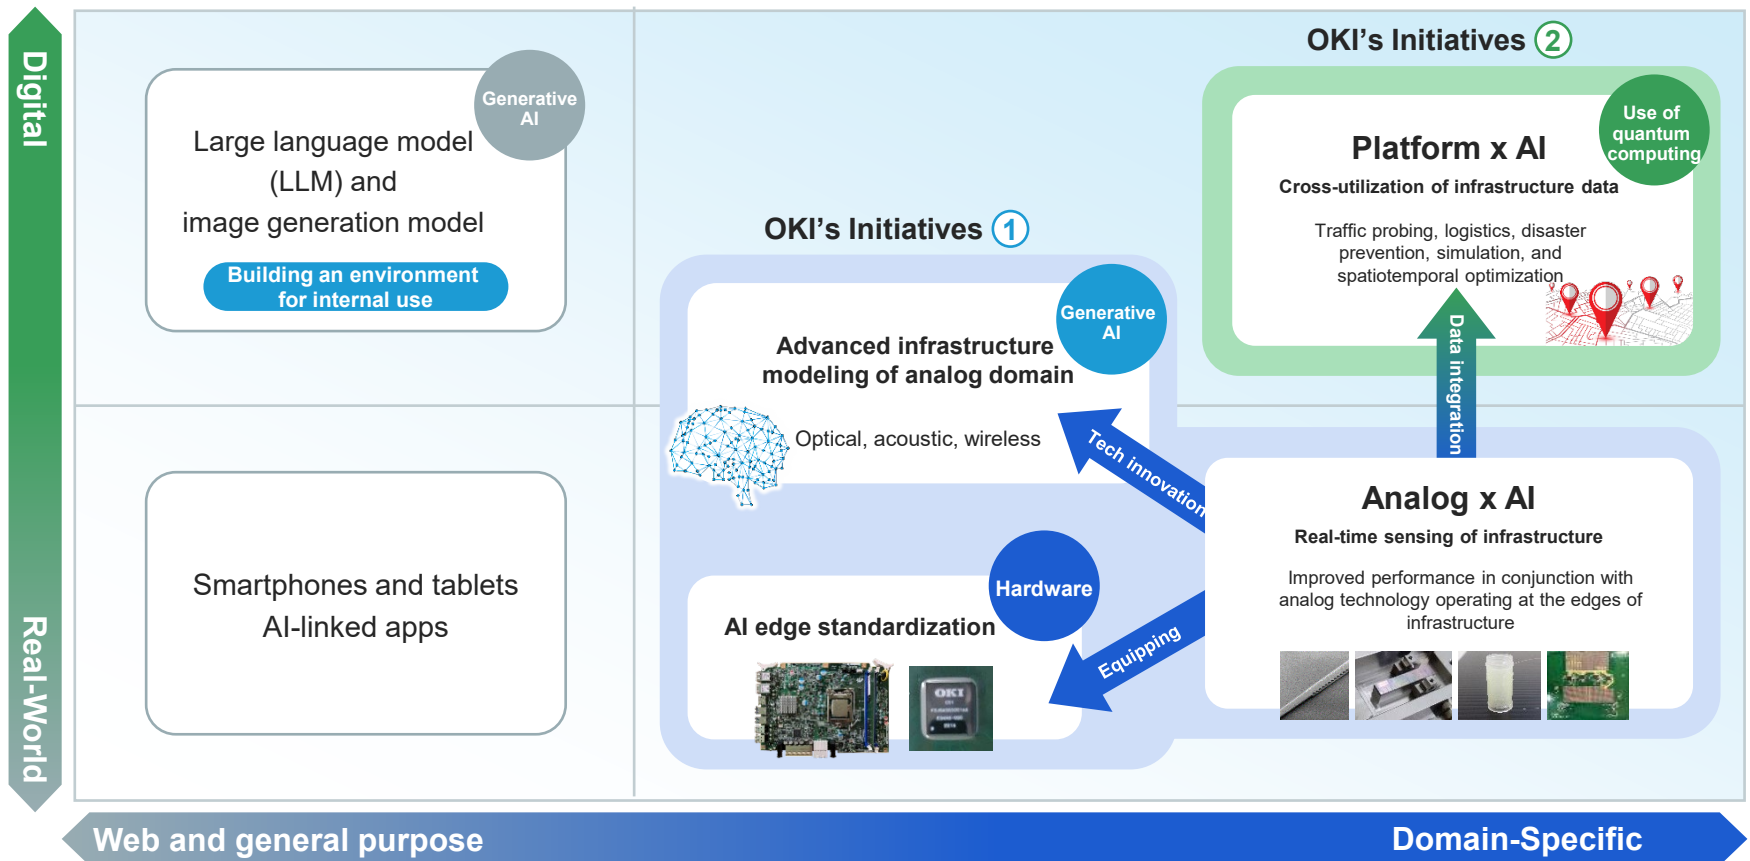 Digital
Real-World
Generative
AI
Large language model
(LLM) and
image generation model
Building an environment
for internal use
Smartphones and tablets
AI-linked apps
OKI's Initiatives ①
Generative
AI
Advanced infrastructure
modeling of analog domain
Optical, acoustic, wireless
Hardware
AI edge standardization
OKI
Tech innovation
Equipping
OKI's Initiatives ②
Use of
quantum
computing
Platform x AI
Cross-utilization of infrastructure data
Traffic probing, logistics, disaster
prevention, simulation, and
spatiotemporal optimization
Data integration
Analog x AI
Real-time sensing of infrastructure
Improved performance in conjunction with
analog technology operating at the edges of
infrastructure
Web and general purpose
Domain-Specific